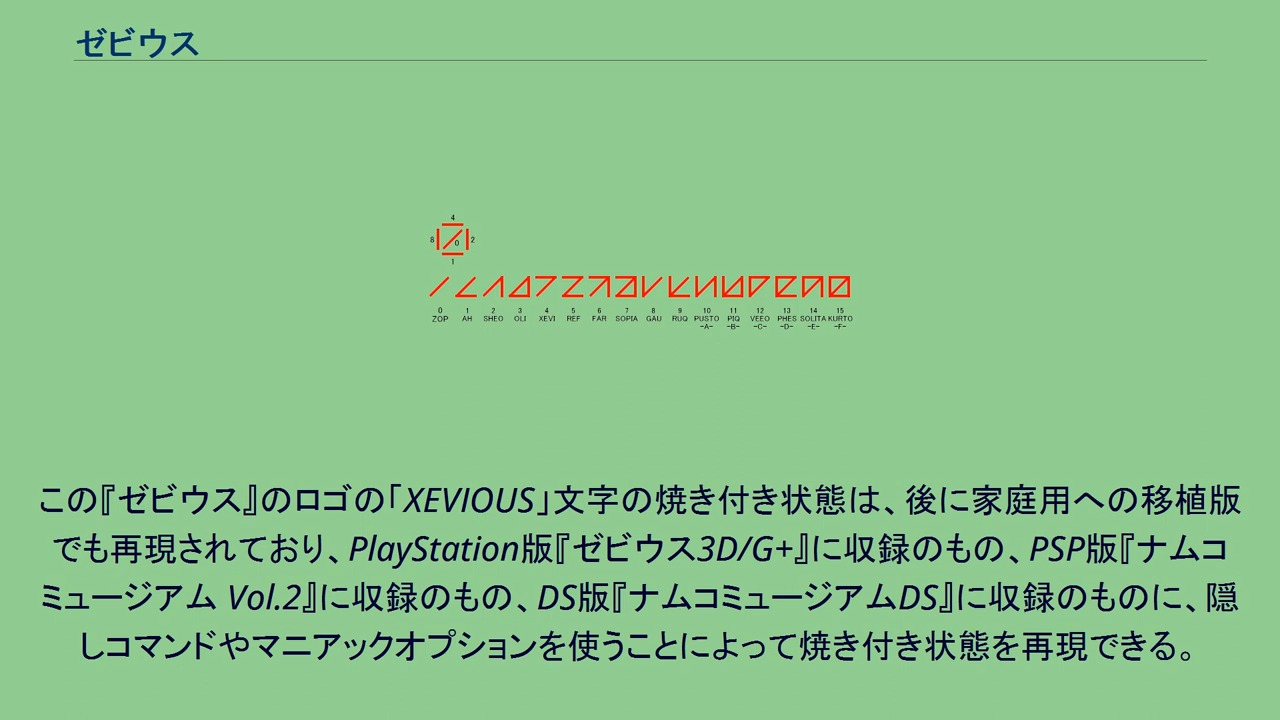 ゼビウス
4
8 0 2
1
0 1 2 3 4 5 6 7 8 9 10 11 12 13 14 15
ZOP AH SHEO OLI XEVI REF FAR SOPIA GAU RUQ PUSTO PIQ VEEO PHES SOLITA KURTO
-A- -B- -C- -D- -E- -F-
この『ゼビウス』のロゴの「XEVIOUS」文字の焼き付き状態は、後に家庭用への移植版
でも再現されており、PlayStation版『ゼビウス3D/G+』に収録のもの、PSP版『ナムコ
ミュージアム Vol.2』に収録のもの、DS版『ナムコミュージアムDS』に収録のものに、隠
しコマンドやマニアックオプションを使うことによって焼き付き状態を再現できる。